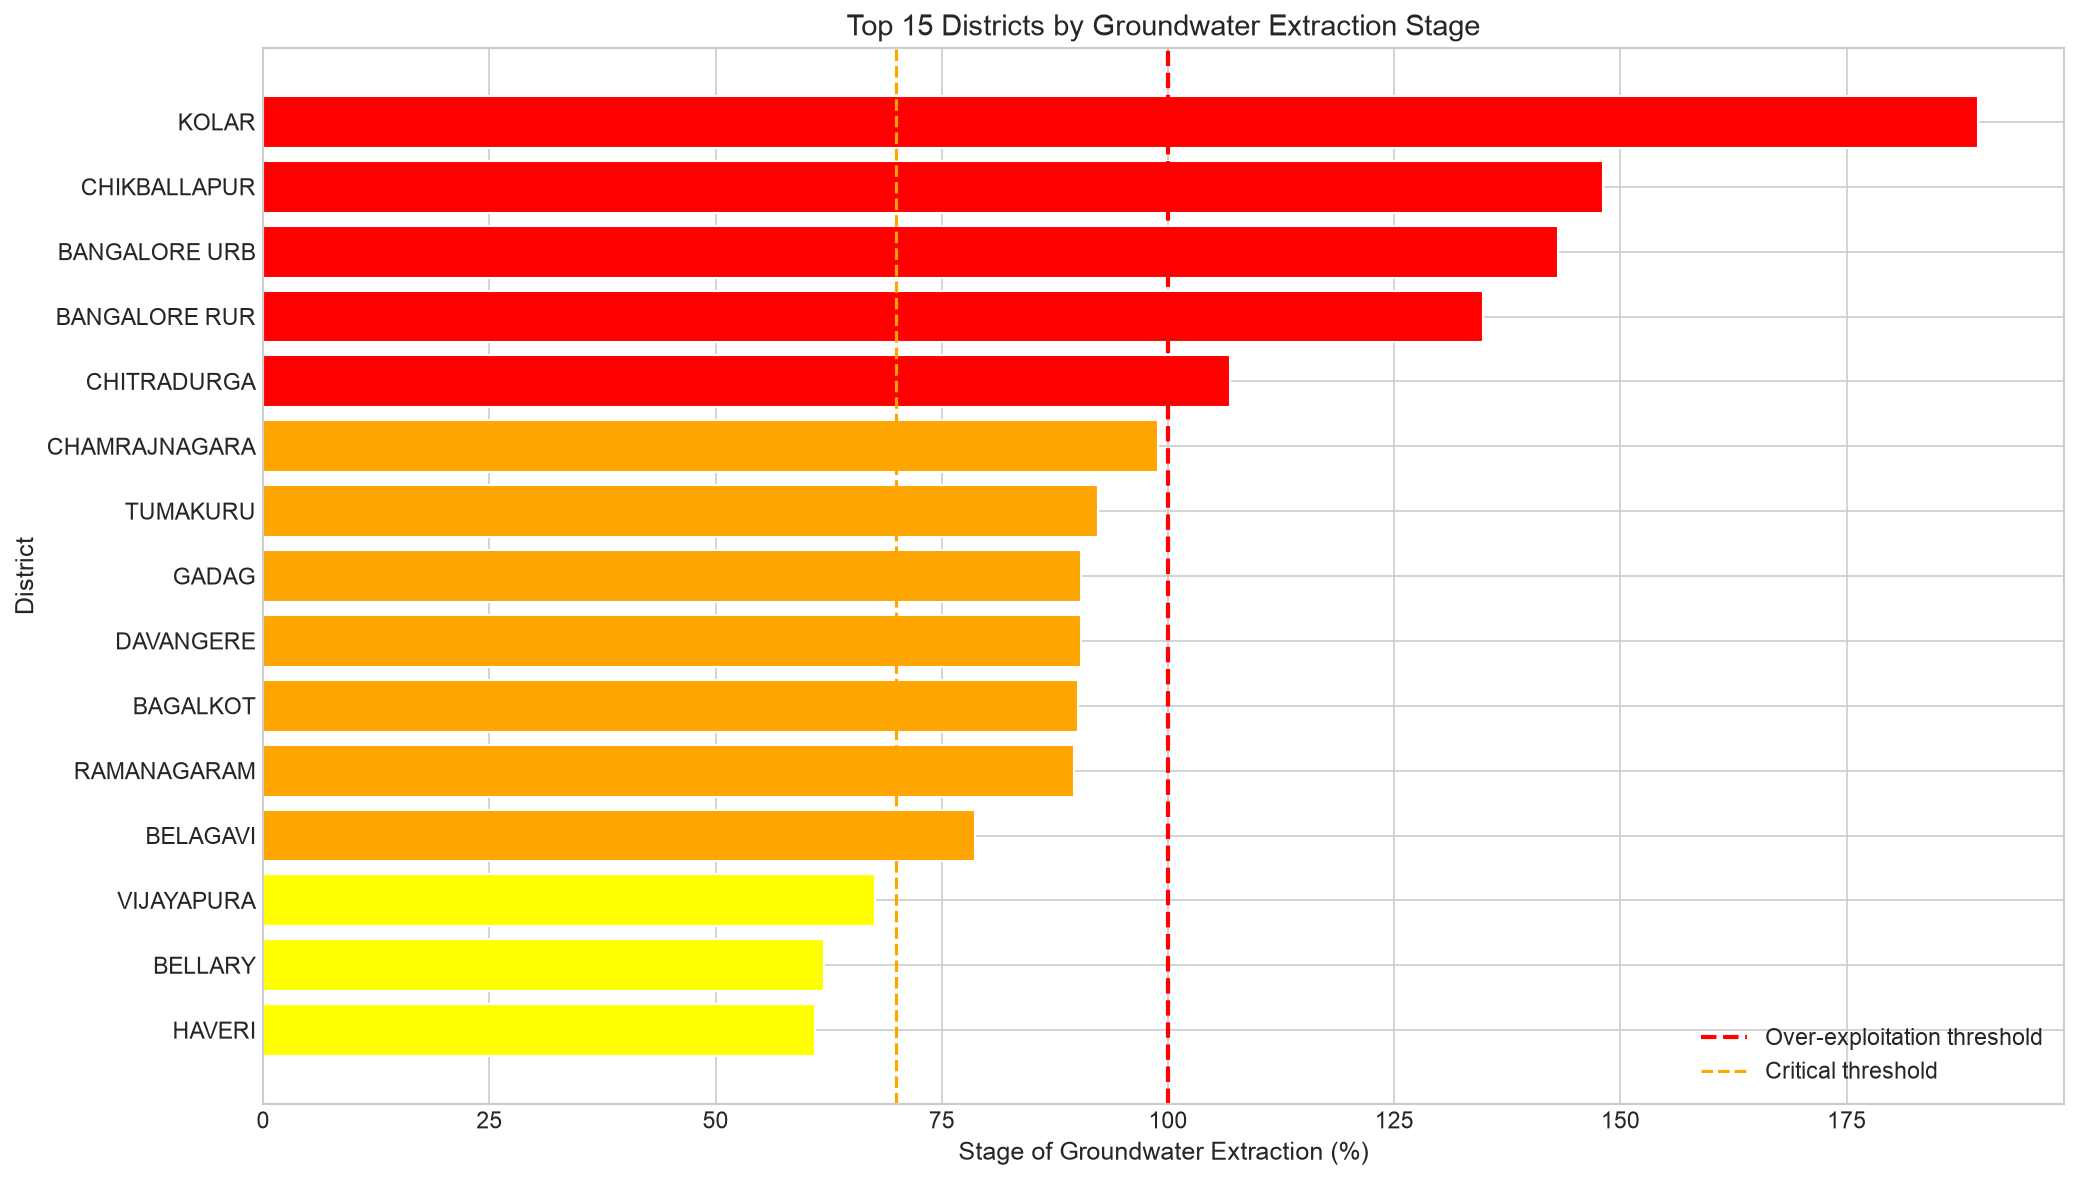 Top 15 Districts by Groundwater Extraction Stage
KOLAR
CHIKBALLAPUR
BANGALORE URB
BANGALORE RUR
CHITRADURGA
CHAMRAJNAGARA
TUMAKURU
GADAG
DAVANGERE
BAGALKOT
RAMANAGARAM
BELAGAVI
VIJAYAPURA
BELLARY
HAVERI
District
Over-exploitation threshold
Critical threshold
0 25 50 75 100 125 150 175
Stage of Groundwater Extraction (%)